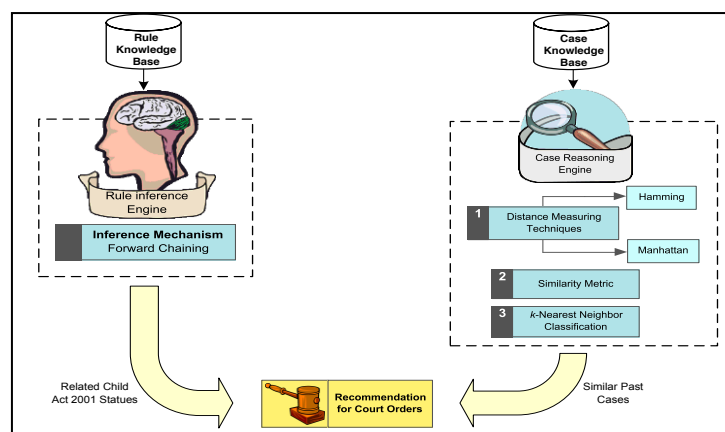 Rule
Knowledge
Base
Rule inference
Engine
Inference Mechanism
Forward Chaining
Related Child
Act 2001 Statues
Case
Knowledge
Base
Case Reasoning
Engine
1
Distance Measuring
Techniques
Hamming
Manhattan
2
Similarity Metric
3
k-Nearest Neighbor
Classification
Similar Past
Cases
Recommendation
for Court Orders